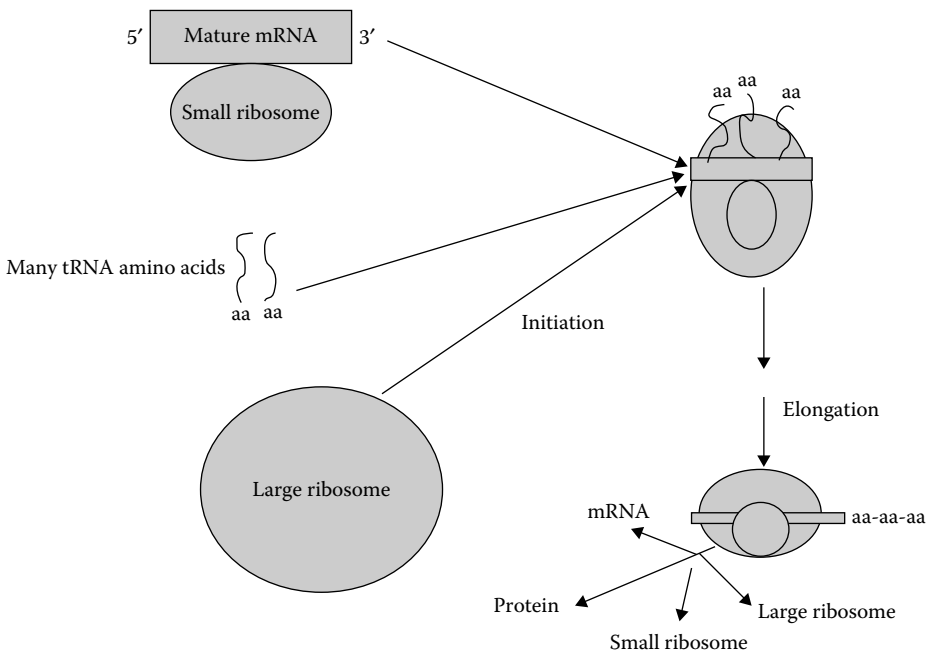 5′ Mature mRNA 3′
Small ribosome
aa aa aa
Many tRNA amino acids
aa aa
Initiation
Large ribosome
Elongation
aa-aa-aa
mRNA
Protein
Large ribosome
Small ribosome